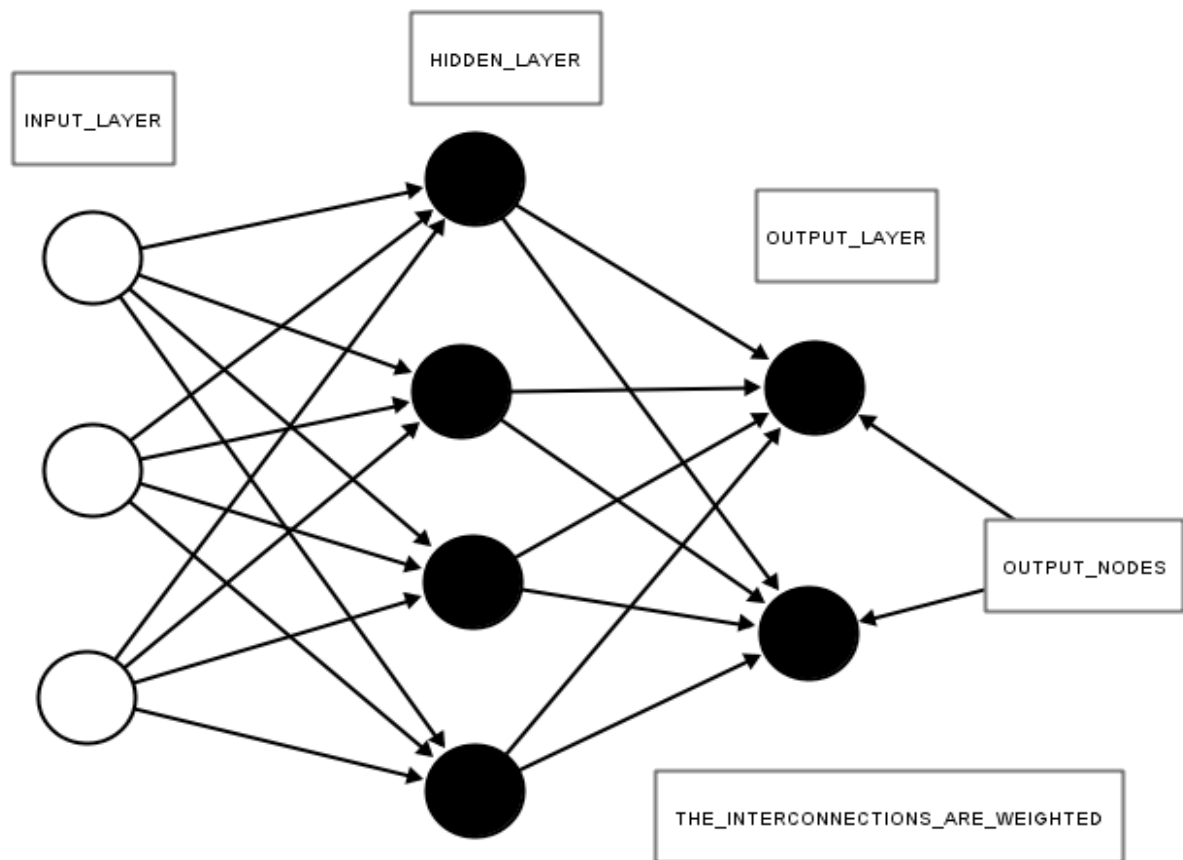 HIDDEN_LAYER
INPUT_LAYER
OUTPUT_LAYER
OUTPUT_NODES
THE_INTERCONNECTIONS_ARE_WEIGHTED